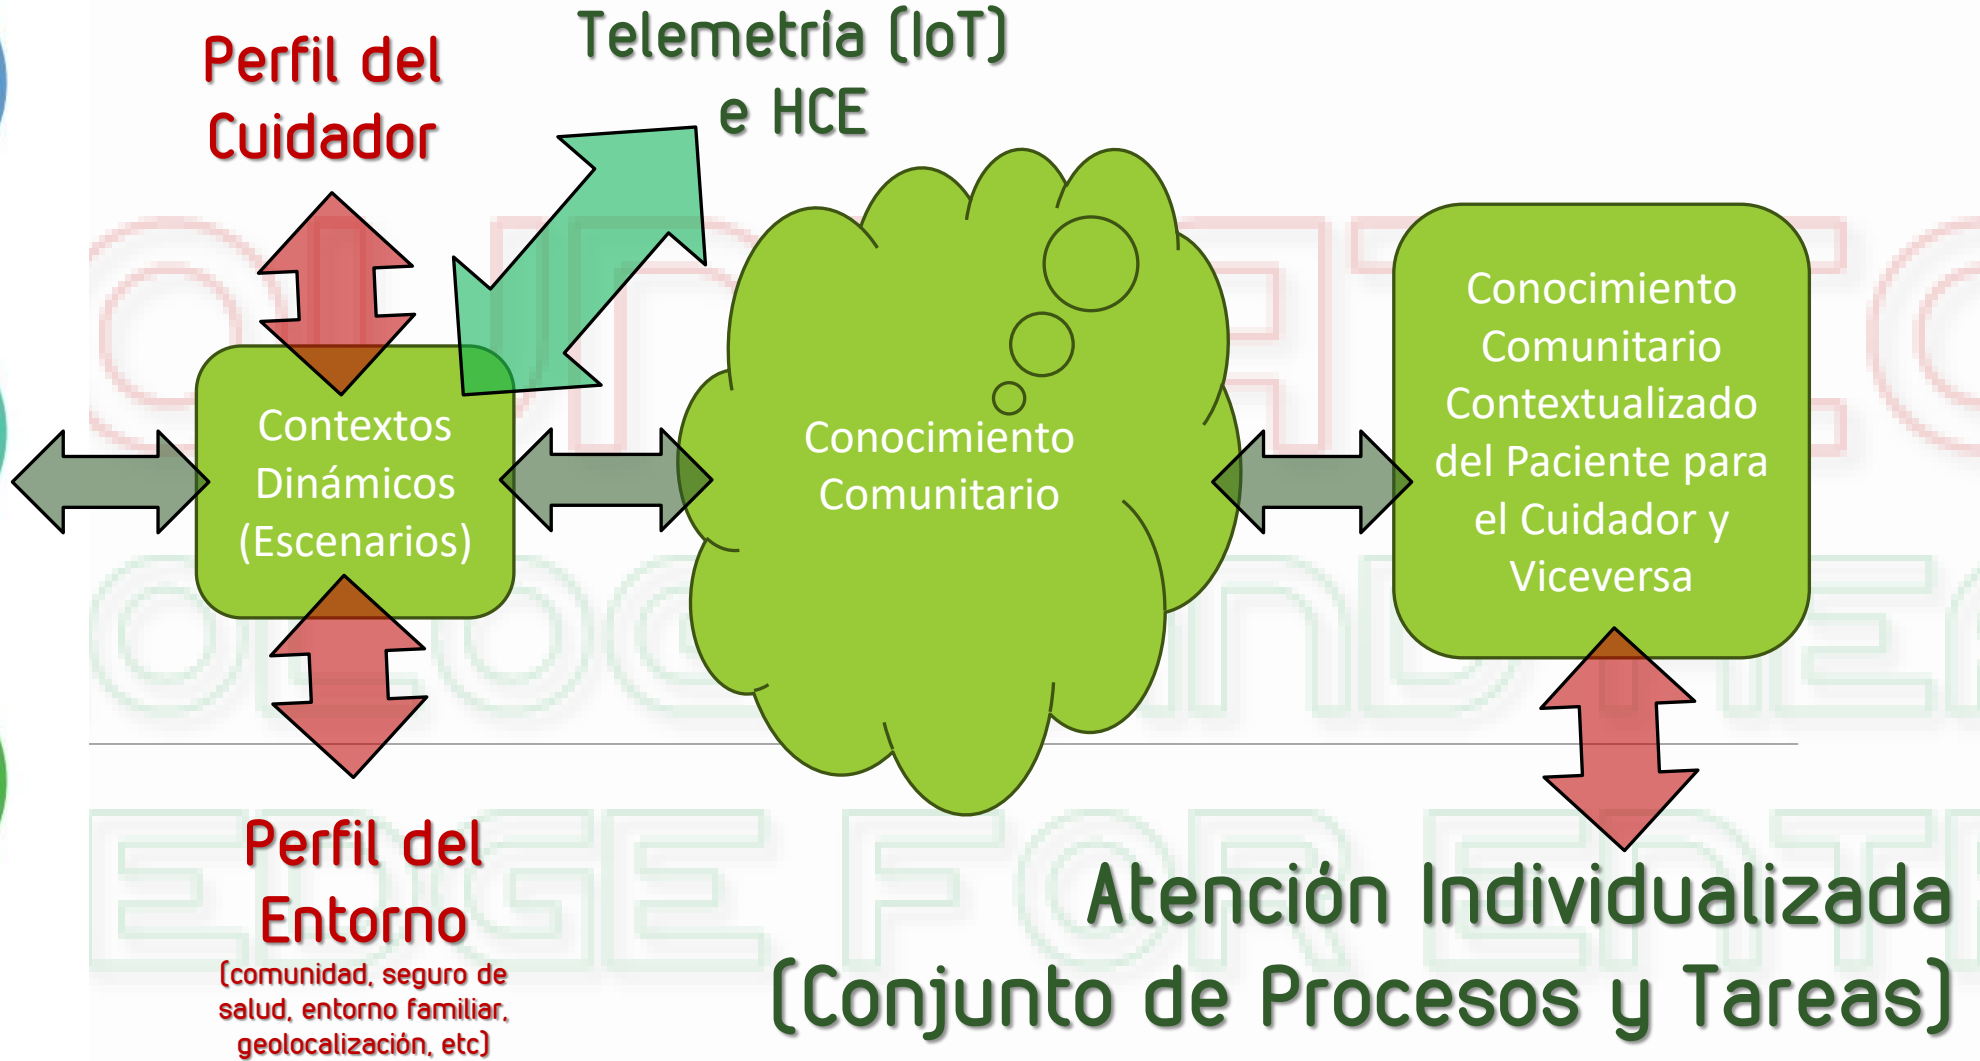 Perfil del
Cuidador
Telemetría (IoT)
e HCE
Contextos
Dinámicos
(Escenarios)
Conocimiento
Comunitario
Conocimiento
Comunitario
Contextualizado
del Paciente para
el Cuidador y
Viceversa
Perfil del
Entorno
(comunidad, seguro de
salud, entorno familiar,
geolocalización, etc)
Atención Individualizada
(Conjunto de Procesos y Tareas)